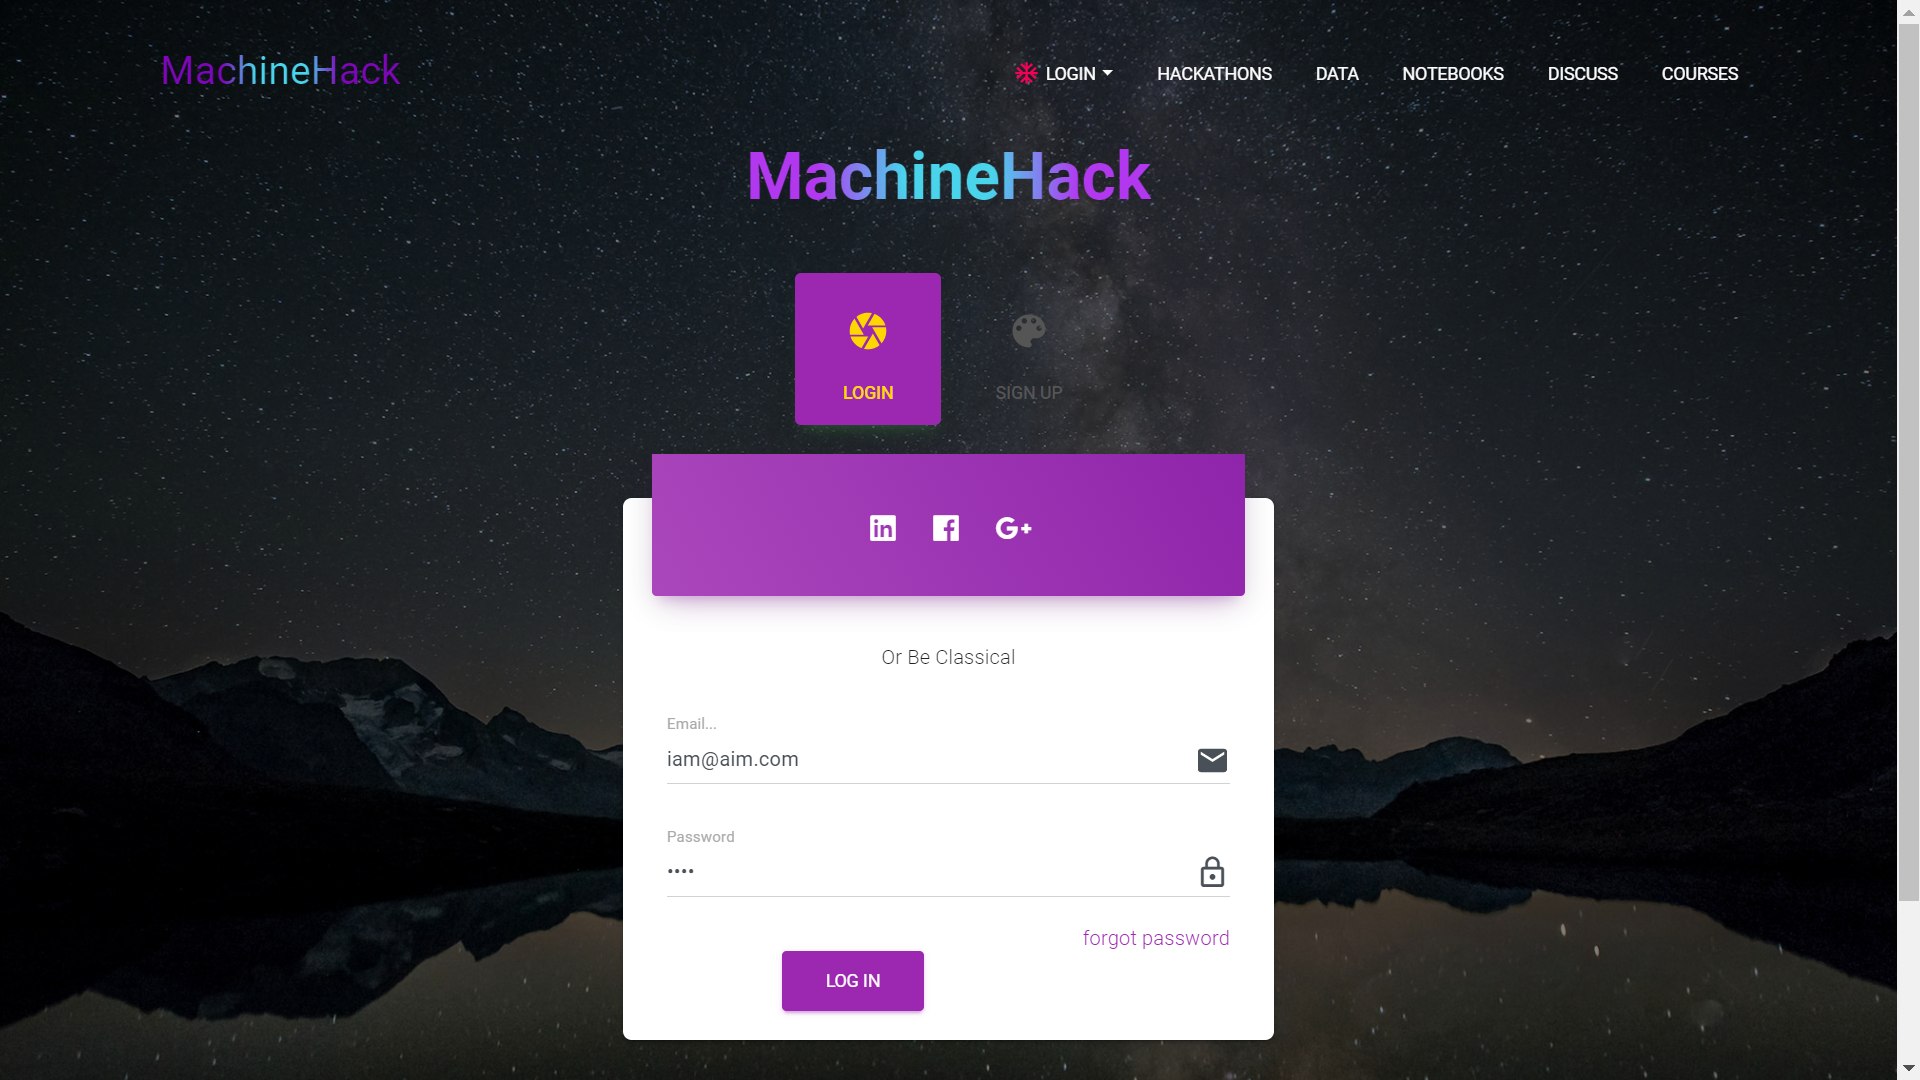 MachineHack
LOGIN
HACKATHONS
DATA
NOTEBOOKS
DISCUSS
COURSES
MachineHack
LOGIN
SIGN UP
Or Be Classical
Email...
iam@aim.com
Password
••••
forgot password
LOG IN